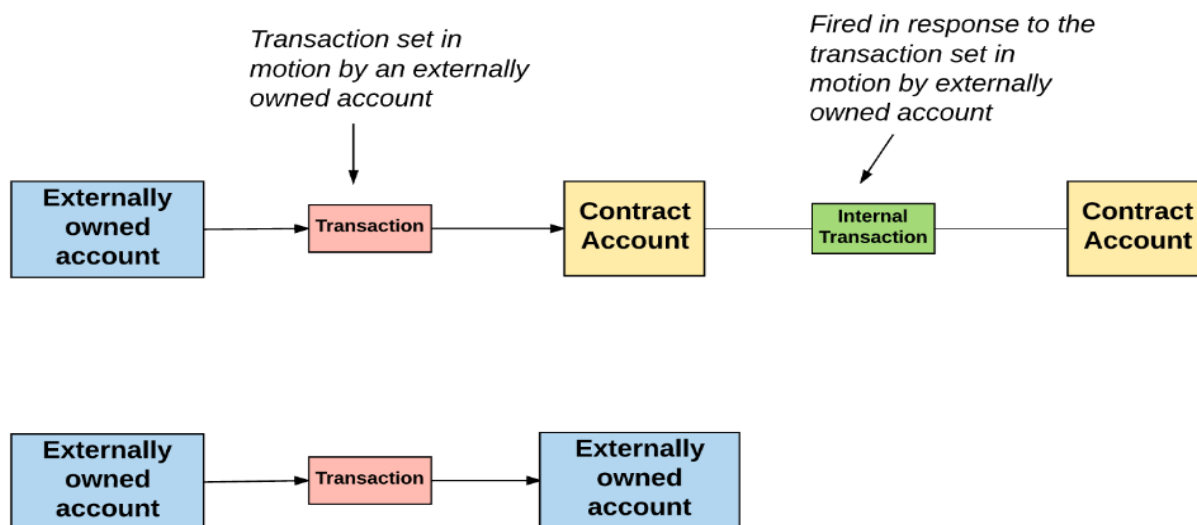 Transaction set in
motion by an externally
owned account
Fired in response to the
transaction set in
motion by externally
owned account
Externally
owned
account
Transaction
Contract
Account
Internal
Transaction
Contract
Account
Externally
owned
account
Transaction
Externally
owned
account